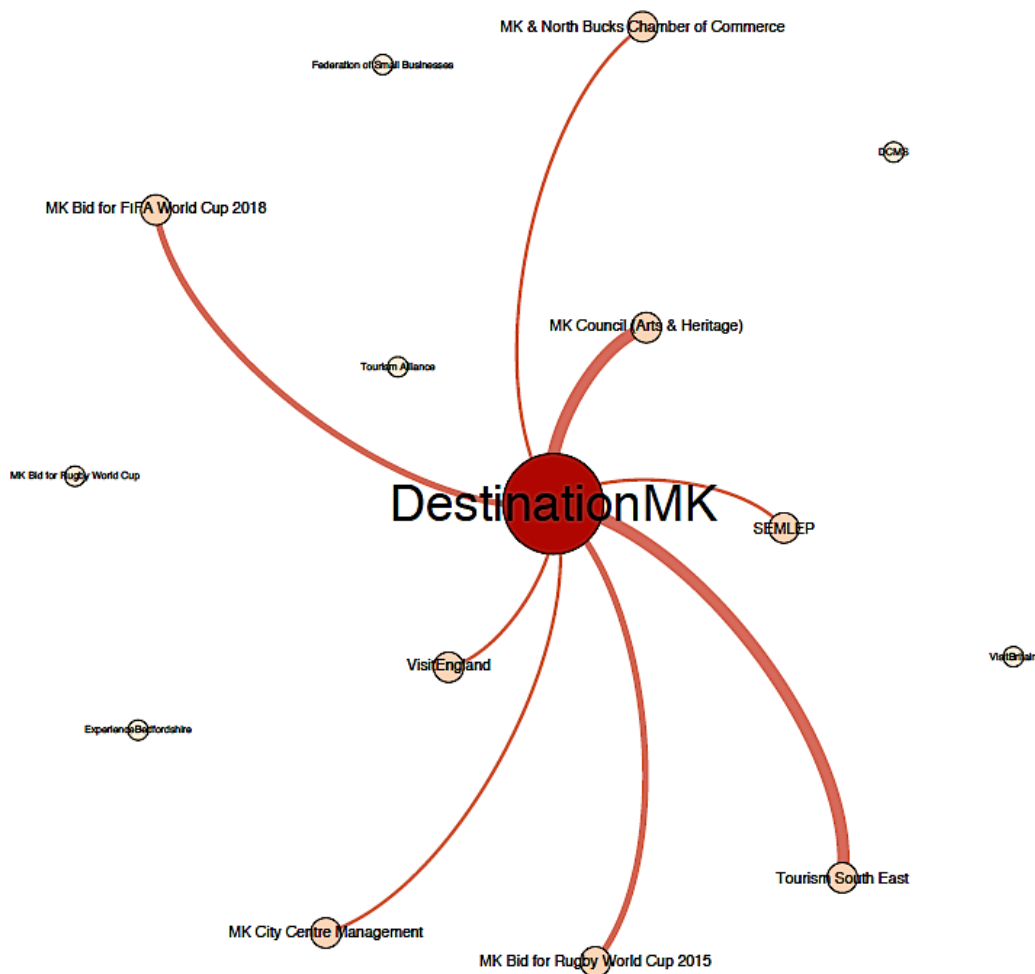 MK & North Bucks Chamber of Commerce
Federation of Small Businesses
DCMS
MK Bid for FIFA World Cup 2018
MK Council (Arts & Heritage)
Tourism Alliance
MK Bid for Rugby World Cup
DestinationMK
SEMLEP
VisitEngland
VisitBritain
ExperienceBedfordshire
Tourism South East
MK City Centre Management
MK Bid for Rugby World Cup 2015